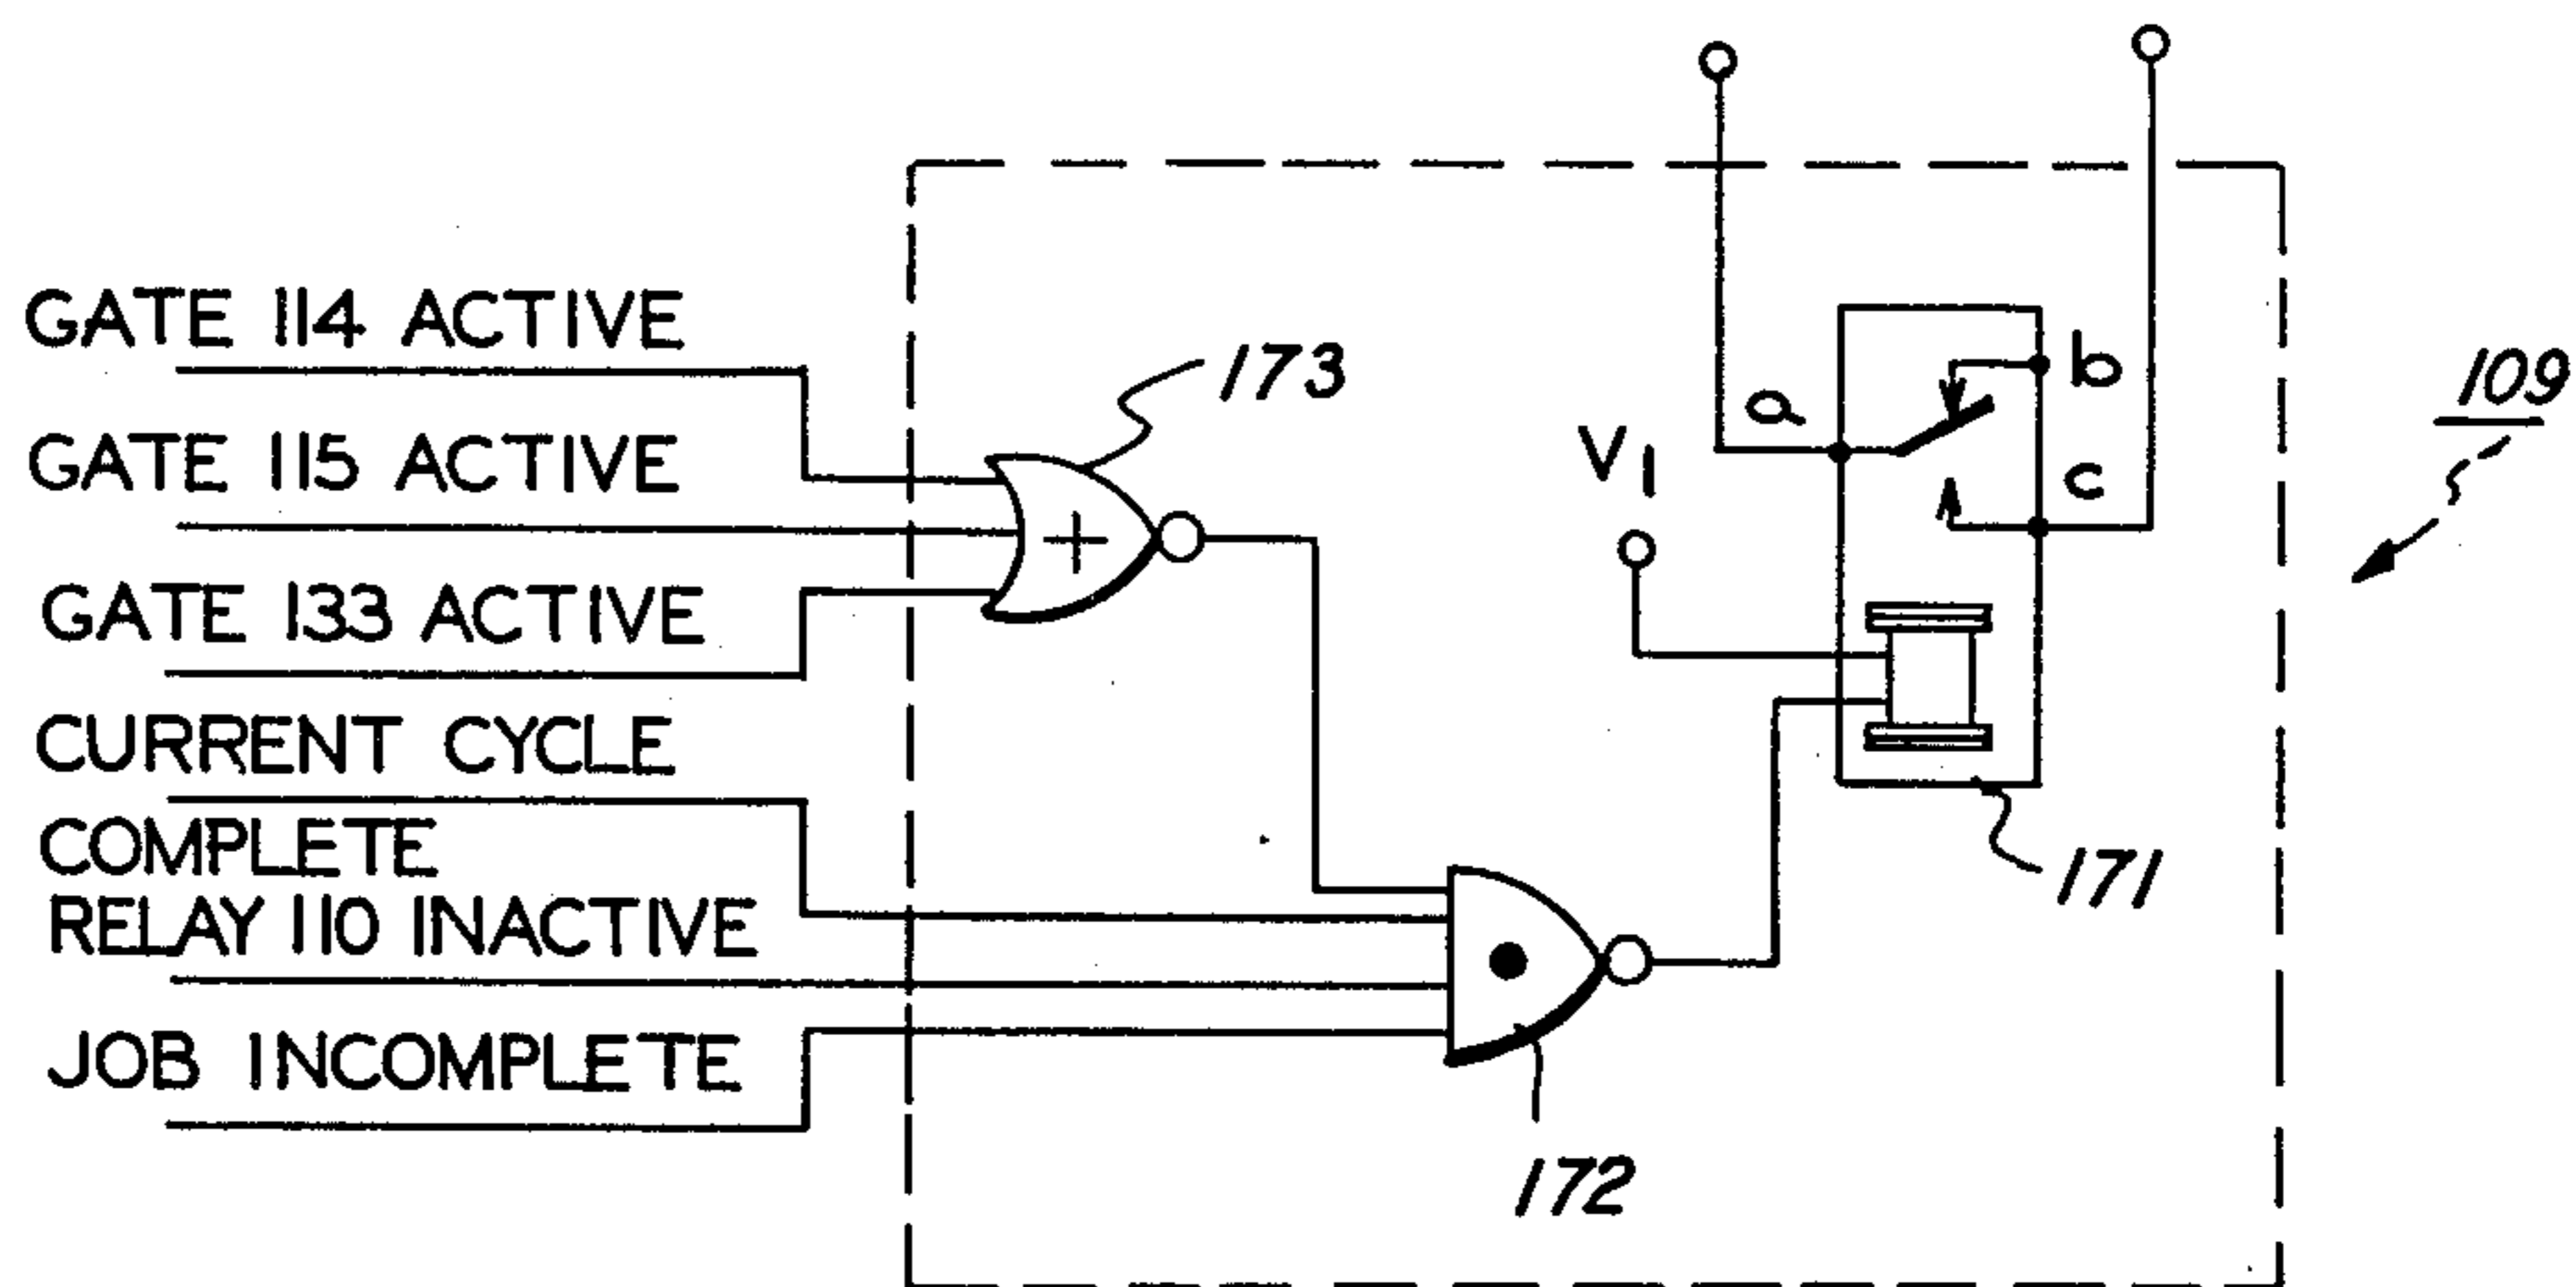 GATE 114 ACTIVE
GATE 115 ACTIVE
GATE 133 ACTIVE
CURRENT CYCLE
COMPLETE
RELAY 110 INACTIVE
JOB INCOMPLETE
173
V1
a
b
c
109
171
172